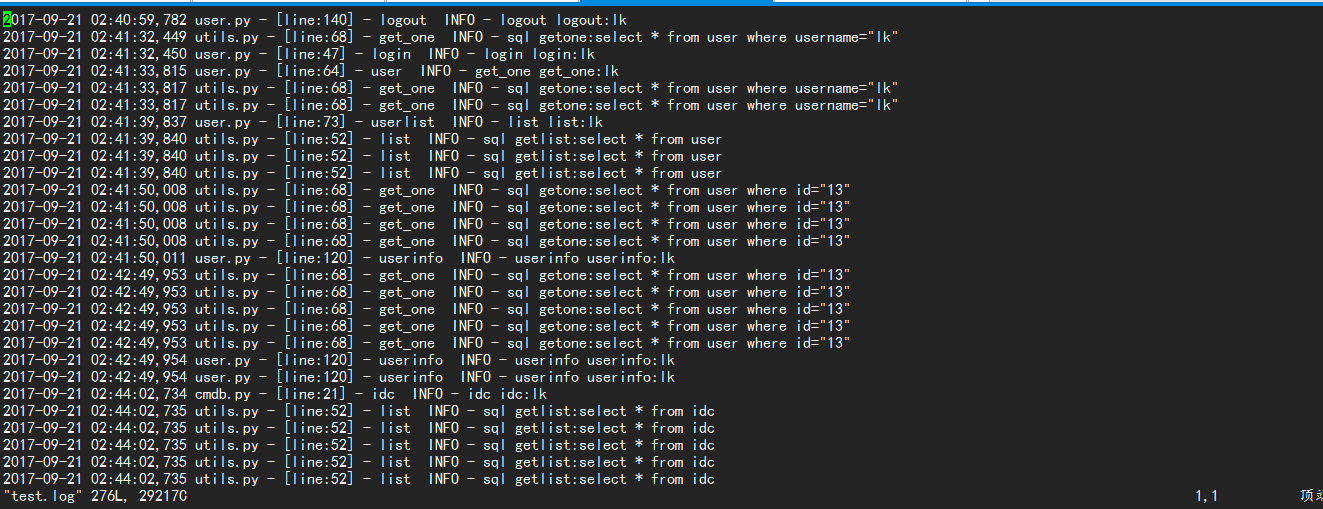 2017-09-21 02:40:59,782 user.py - [line:140] - logout  INFO - logout logout:lk
2017-09-21 02:41:32,449 utils.py - [line:68] - get_one  INFO - sql getone:select * from user where username="lk"
2017-09-21 02:41:32,450 user.py - [line:47] - login  INFO - login login:lk
2017-09-21 02:41:33,815 user.py - [line:64] - user  INFO - get_one get_one:lk
2017-09-21 02:41:33,817 utils.py - [line:68] - get_one  INFO - sql getone:select * from user where username="lk"
2017-09-21 02:41:33,817 utils.py - [line:68] - get_one  INFO - sql getone:select * from user where username="lk"
2017-09-21 02:41:39,837 user.py - [line:73] - userlist  INFO - list list:lk
2017-09-21 02:41:39,840 utils.py - [line:52] - list  INFO - sql getlist:select * from user
2017-09-21 02:41:39,840 utils.py - [line:52] - list  INFO - sql getlist:select * from user
2017-09-21 02:41:39,840 utils.py - [line:52] - list  INFO - sql getlist:select * from user
2017-09-21 02:41:50,008 utils.py - [line:68] - get_one  INFO - sql getone:select * from user where id="13"
2017-09-21 02:41:50,008 utils.py - [line:68] - get_one  INFO - sql getone:select * from user where id="13"
2017-09-21 02:41:50,008 utils.py - [line:68] - get_one  INFO - sql getone:select * from user where id="13"
2017-09-21 02:41:50,008 utils.py - [line:68] - get_one  INFO - sql getone:select * from user where id="13"
2017-09-21 02:41:50,011 user.py - [line:120] - userinfo  INFO - userinfo userinfo:lk
2017-09-21 02:42:49,953 utils.py - [line:68] - get_one  INFO - sql getone:select * from user where id="13"
2017-09-21 02:42:49,953 utils.py - [line:68] - get_one  INFO - sql getone:select * from user where id="13"
2017-09-21 02:42:49,953 utils.py - [line:68] - get_one  INFO - sql getone:select * from user where id="13"
2017-09-21 02:42:49,953 utils.py - [line:68] - get_one  INFO - sql getone:select * from user where id="13"
2017-09-21 02:42:49,953 utils.py - [line:68] - get_one  INFO - sql getone:select * from user where id="13"
2017-09-21 02:42:49,954 user.py - [line:120] - userinfo  INFO - userinfo userinfo:lk
2017-09-21 02:42:49,954 user.py - [line:120] - userinfo  INFO - userinfo userinfo:lk
2017-09-21 02:44:02,734 cmdb.py - [line:21] - idc  INFO - idc idc:lk
2017-09-21 02:44:02,735 utils.py - [line:52] - list  INFO - sql getlist:select * from idc
2017-09-21 02:44:02,735 utils.py - [line:52] - list  INFO - sql getlist:select * from idc
2017-09-21 02:44:02,735 utils.py - [line:52] - list  INFO - sql getlist:select * from idc
2017-09-21 02:44:02,735 utils.py - [line:52] - list  INFO - sql getlist:select * from idc
2017-09-21 02:44:02,735 utils.py - [line:52] - list  INFO - sql getlist:select * from idc
"test.log" 276L, 29217C 1,1 顶端